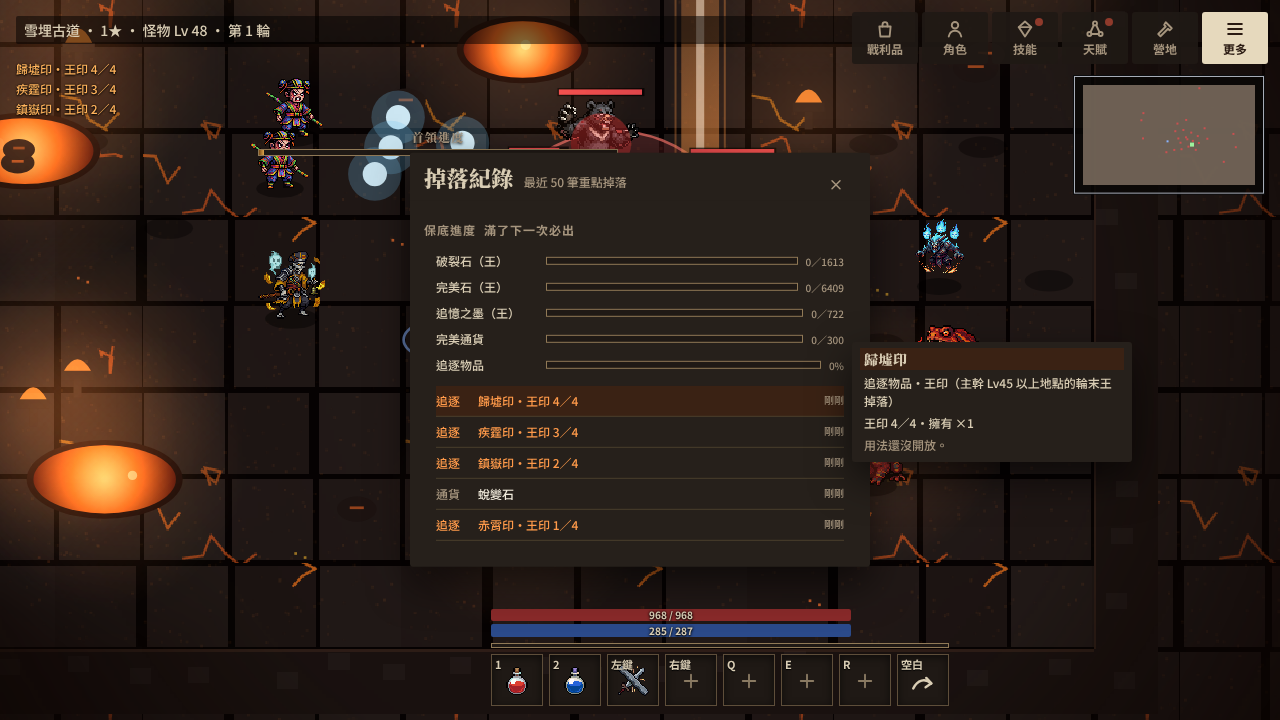 雪埋古道 • 1★ • 怪物 Lv 48 • 第 1 輪
戰利品
角色
技能
天賦
營地
更多
歸墟印・王印 4／4
疾霆印・王印 3／4
鎮嶽印・王印 2／4
首領進度
掉落紀錄 最近 50 筆重點掉落
保底進度 滿了下一次必出
破裂石（王） 0／1613
完美石（王） 0／6409
追憶之墨（王） 0／722
完美通貨 0／300
追逐物品 0%
追逐 歸墟印・王印 4／4 剛剛
追逐 疾霆印・王印 3／4 剛剛
追逐 鎮嶽印・王印 2／4 剛剛
通貨 蛻變石 剛剛
追逐 赤霄印・王印 1／4 剛剛
歸墟印
追逐物品・王印（主幹 Lv45 以上地點的輪末王
掉落）
王印 4／4・擁有 ×1
用法還沒開放。
968 / 968
285 / 287
1
2
左鍵
右鍵
Q
E
R
空白